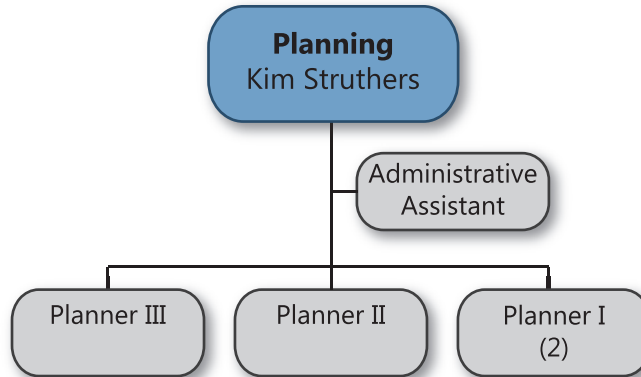 Planning
Kim Struthers
Administrative
Assistant
Planner III
Planner II
Planner I
(2)